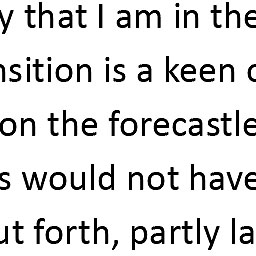 y that I am in the
nsition is a keen
on the forecastle
s would not have
ut forth, partly la